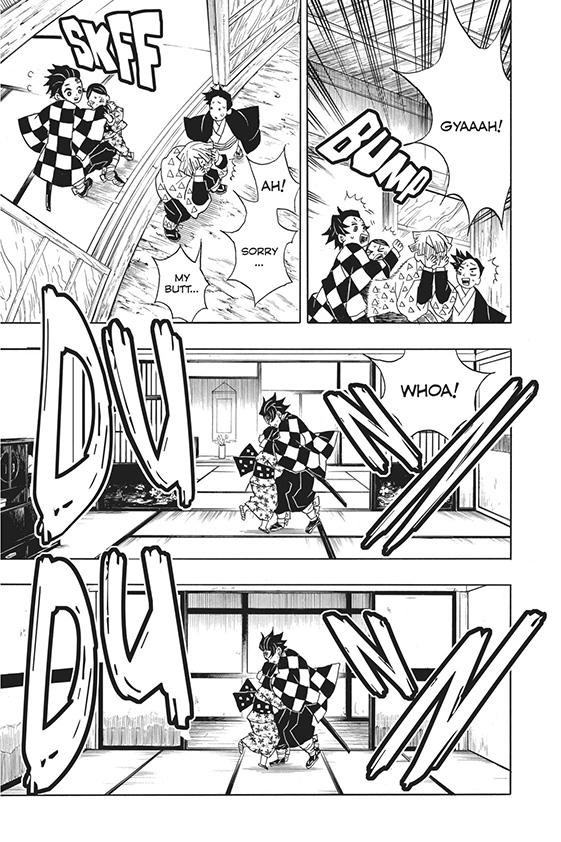 GYAAAH!
BUMP
AH!
SORRY
...
MY
BUTT...
SKFF
WHOA!
DUNN
DUNN